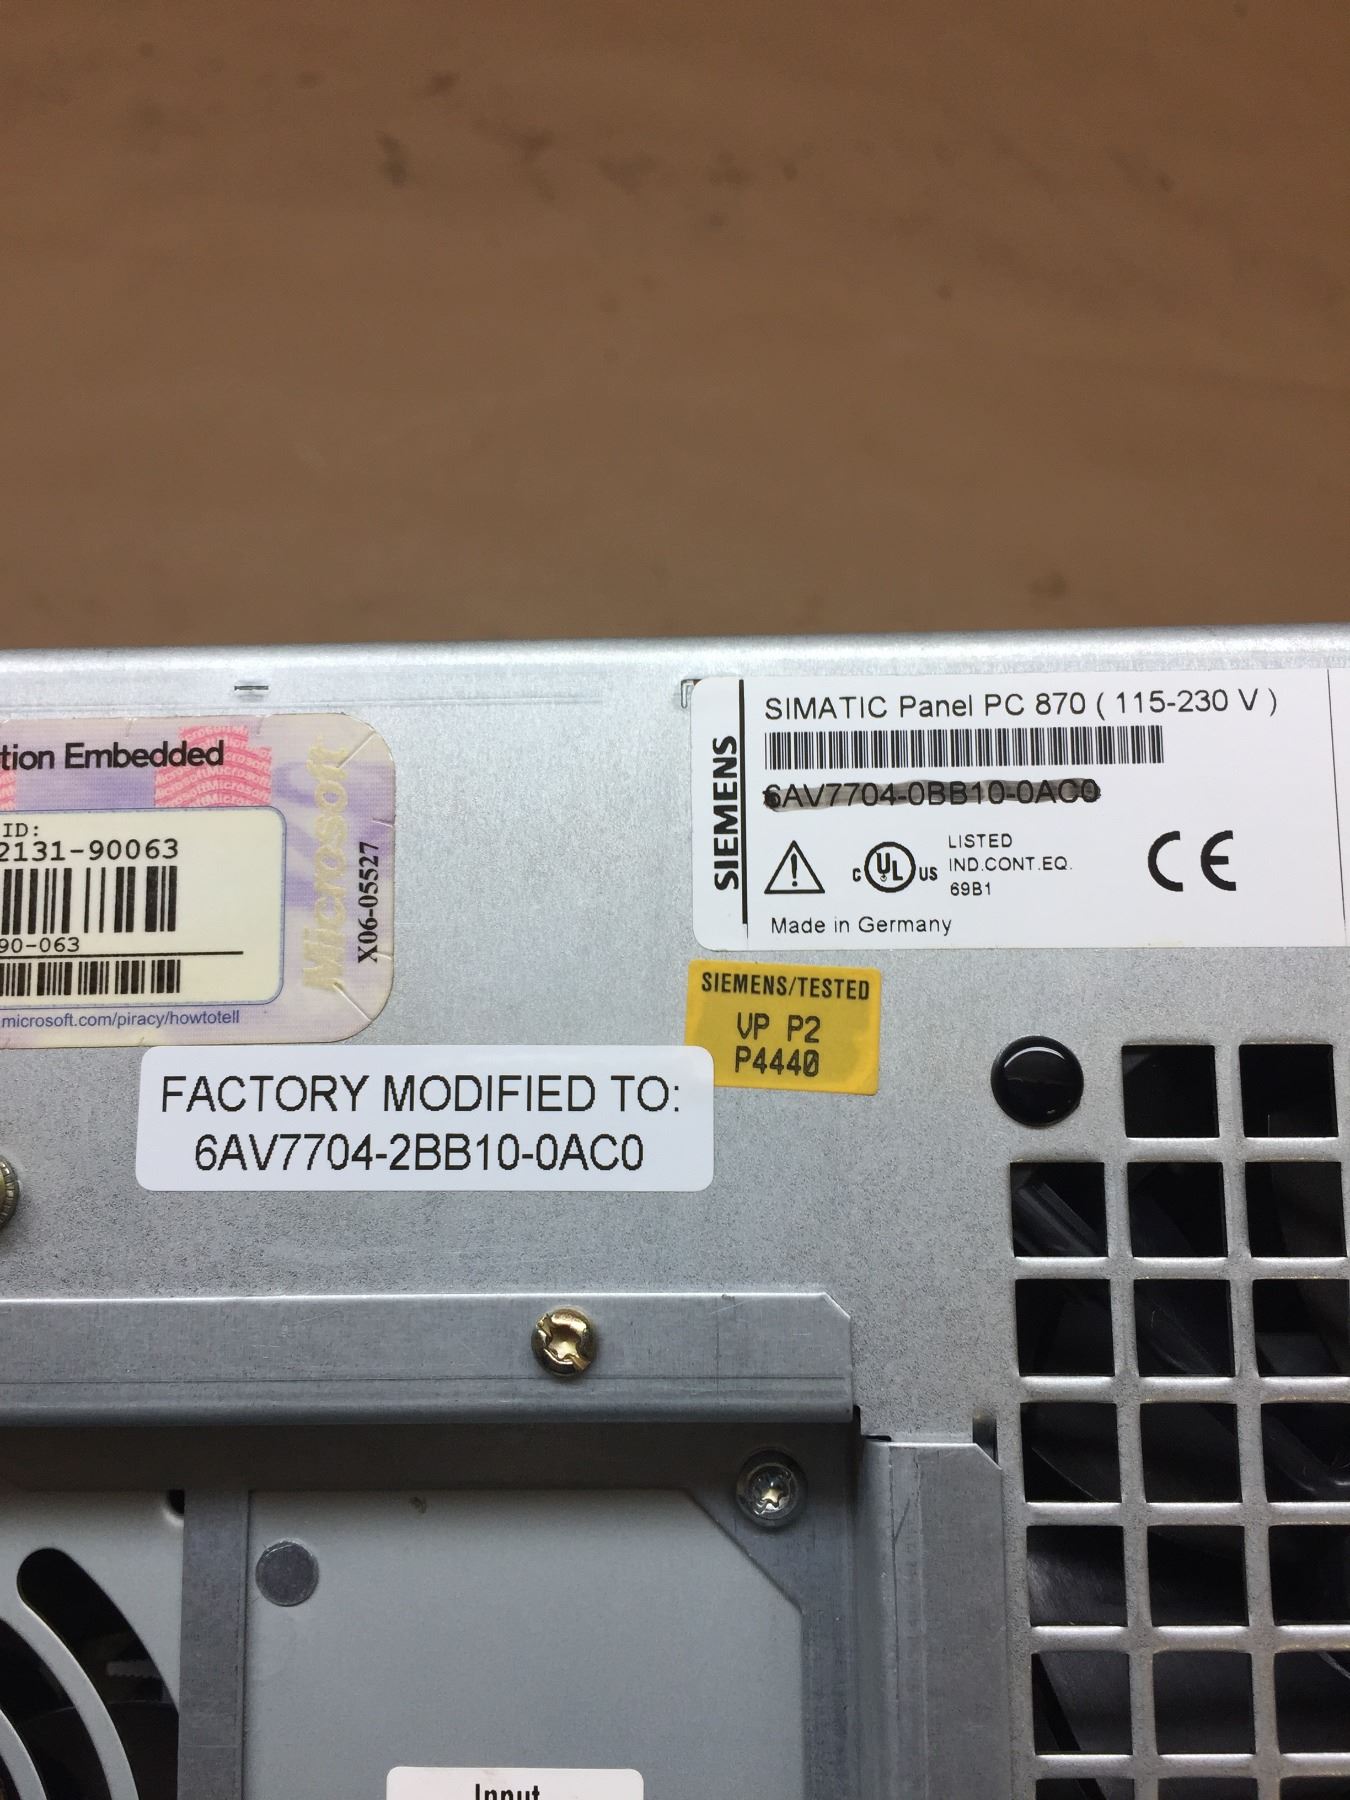 SIMATIC Panel PC 870 ( 115-230 V )
SIEMENS
6AV7704-0BB10-0AC0
C UL US
LISTED
IND.CONT.EQ.
69B1
CE
Made in Germany
tion Embedded
ID:
2131-90063
90-063
microsoft.com/piracy/howtotell
Microsoft
X06-05527
SIEMENS/TESTED
VP P2
P4440
FACTORY MODIFIED TO:
6AV7704-2BB10-0AC0
Input